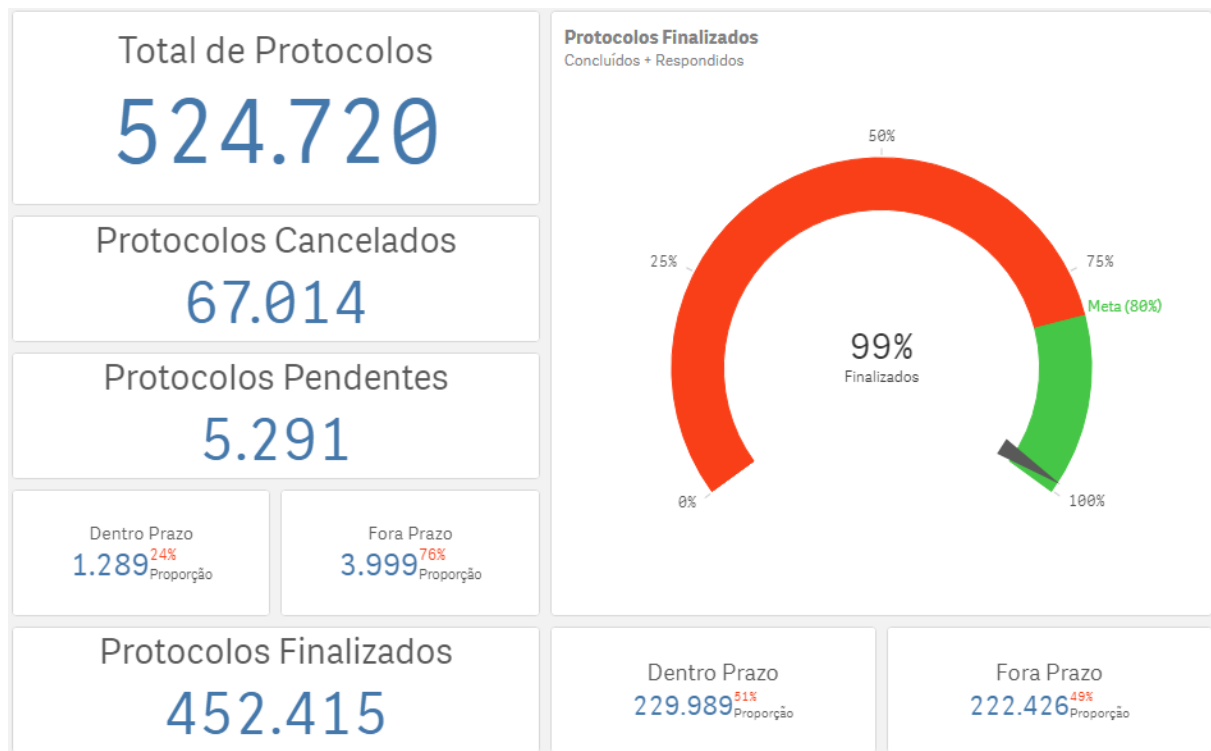 Total de Protocolos
524.720
Protocolos Cancelados
67.014
Protocolos Pendentes
5.291
Dentro Prazo
1.289 24% Proporção
Fora Prazo
3.999 76% Proporção
Protocolos Finalizados
452.415
Protocolos Finalizados
Concluídos + Respondidos
50%
25%
75%
Meta (80%)
99%
Finalizados
0%
100%
Dentro Prazo
229.989 51% Proporção
Fora Prazo
222.426 49% Proporção